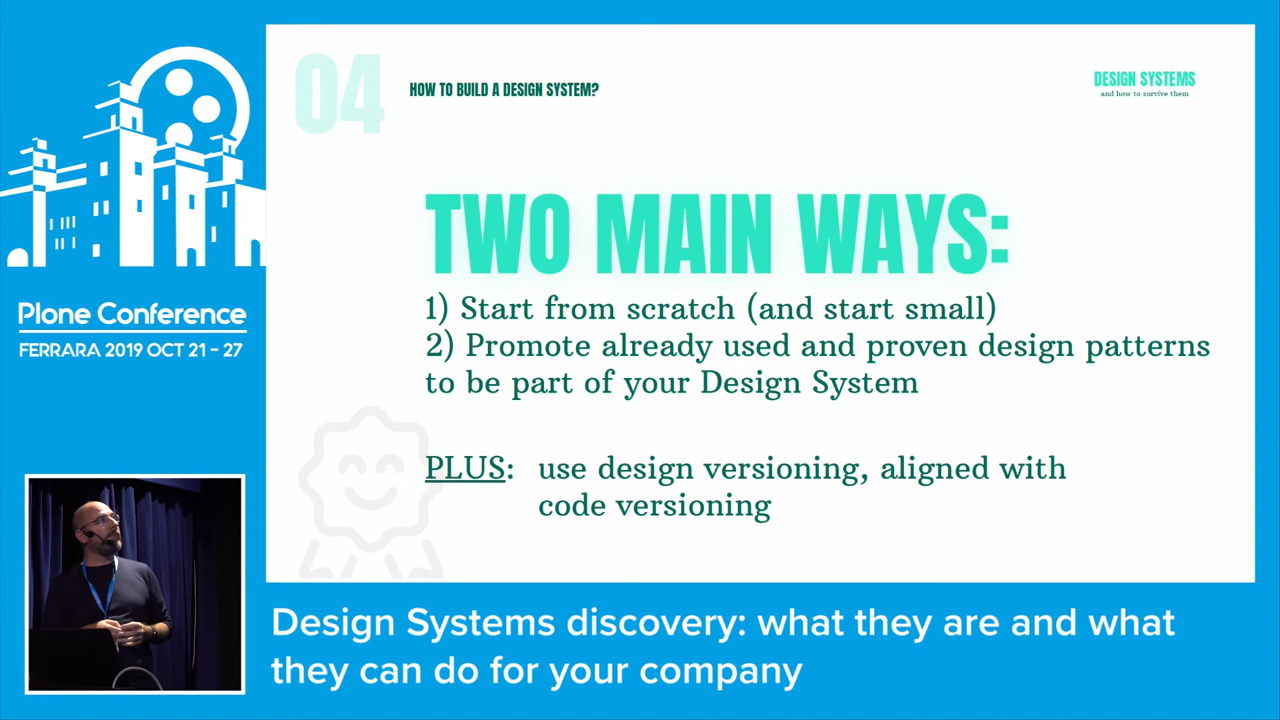 04
HOW TO BUILD A DESIGN SYSTEM?
DESIGN SYSTEMS
and how to survive them
TWO MAIN WAYS:
1) Start from scratch (and start small)
2) Promote already used and proven design patterns
to be part of your Design System
PLUS: use design versioning, aligned with
code versioning
Plone Conference
FERRARA 2019 OCT 21 - 27
Design Systems discovery: what they are and what
they can do for your company